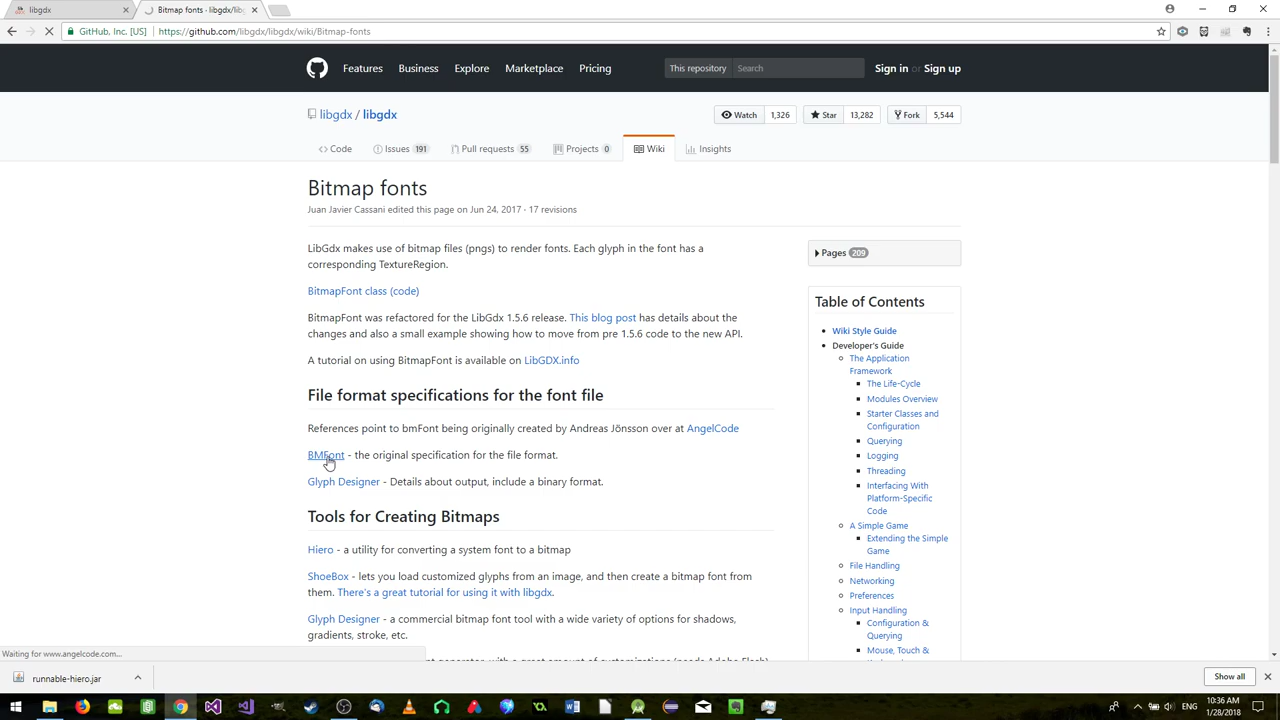 libgdx
Bitmap fonts · libgdx/lib
GitHub, Inc. [US]
https://github.com/libgdx/libgdx/wiki/Bitmap-fonts
Features Business Explore Marketplace Pricing
This repository Search
Sign in or Sign up
libgdx / libgdx
Watch 1,326 Star 13,282 Fork 5,544
Code Issues 191 Pull requests 55 Projects 0 Wiki Insights
Bitmap fonts
Juan Javier Cassani edited this page on Jun 24, 2017 · 17 revisions
LibGdx makes use of bitmap files (pngs) to render fonts. Each glyph in the font has a
corresponding TextureRegion.
BitmapFont class (code)
BitmapFont was refactored for the LibGdx 1.5.6 release. This blog post has details about the
changes and also a small example showing how to move from pre 1.5.6 code to the new API.
A tutorial on using BitmapFont is available on LibGDX.info
File format specifications for the font file
References point to bmFont being originally created by Andreas Jönsson over at AngelCode
BMFont - the original specification for the file format.
Glyph Designer - Details about output, include a binary format.
Tools for Creating Bitmaps
Hiero - a utility for converting a system font to a bitmap
ShoeBox - lets you load customized glyphs from an image, and then create a bitmap font from
them. There's a great tutorial for using it with libgdx.
Glyph Designer - a commercial bitmap font tool with a wide variety of options for shadows,
gradients, stroke, etc.
Pages 209
Table of Contents
Wiki Style Guide
Developer's Guide
The Application
Framework
The Life-Cycle
Modules Overview
Starter Classes and
Configuration
Querying
Logging
Threading
Interfacing With
Platform-Specific
Code
A Simple Game
Extending the Simple
Game
File Handling
Networking
Preferences
Input Handling
Configuration &
Querying
Mouse, Touch &
Waiting for www.angelcode.com...
runnable-hiero.jar
Show all
10:36 AM
1/28/2018